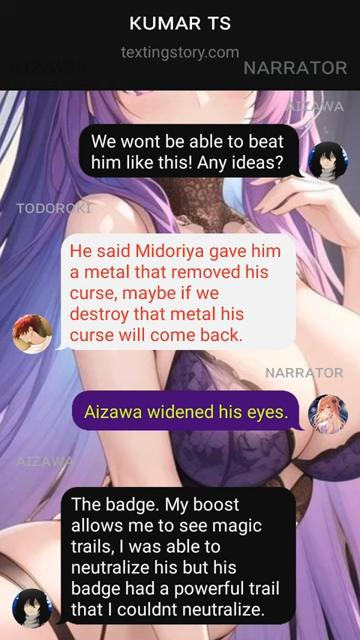 KUMAR TS
textingstory.com
AIZAWA
NARRATOR
AIZAWA
We wont be able to beat
him like this! Any ideas?
TODOROKI
He said Midoriya gave him
a metal that removed his
curse, maybe if we
destroy that metal his
curse will come back.
NARRATOR
Aizawa widened his eyes.
AIZAWA
The badge. My boost
allows me to see magic
trails, I was able to
neutralize his but his
badge had a powerful trail
that I couldnt neutralize.